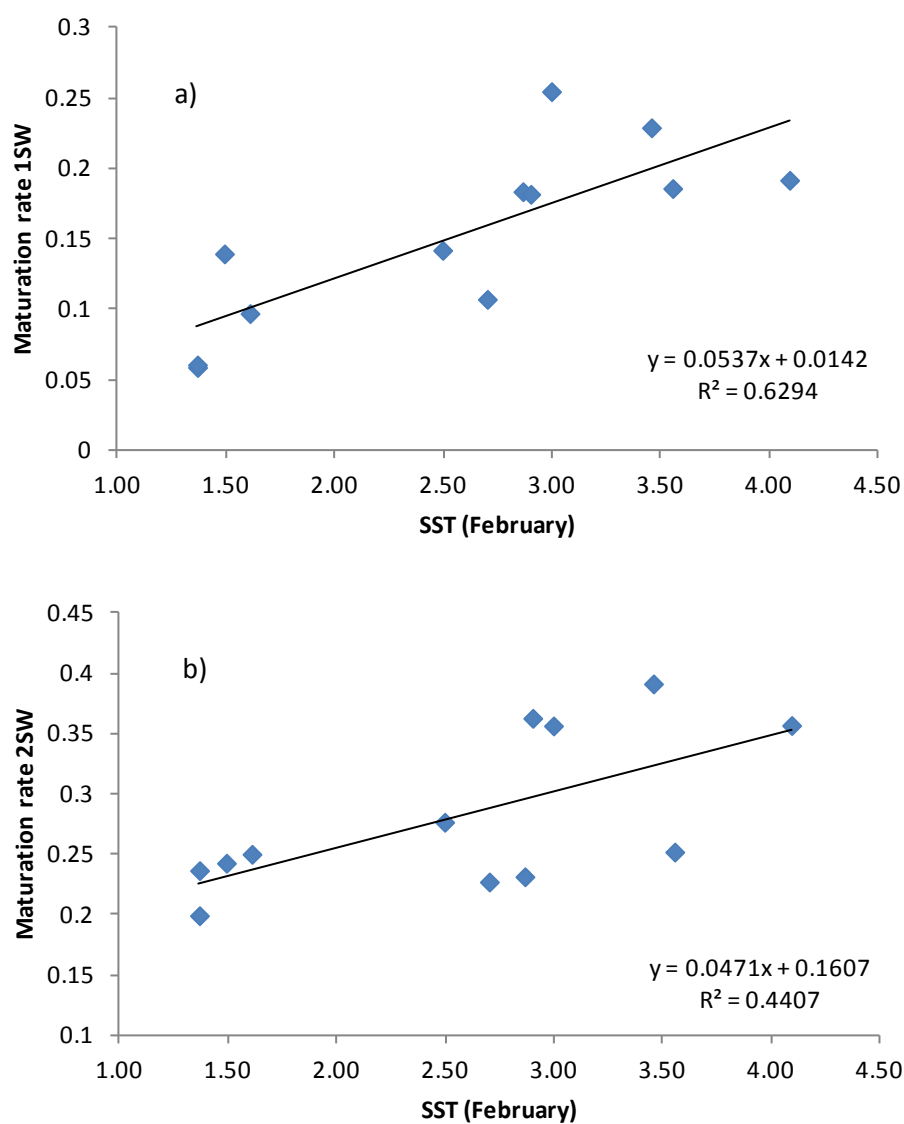 0.3
0.25
0.2
0.15
0.1
0.05
0
Maturation rate 1SW
a)
y = 0.0537x + 0.0142
R² = 0.6294
1.00 1.50 2.00 2.50 3.00 3.50 4.00 4.50
SST (February)
0.45
0.4
0.35
0.3
0.25
0.2
0.15
0.1
Maturation rate 2SW
b)
y = 0.0471x + 0.1607
R² = 0.4407
1.00 1.50 2.00 2.50 3.00 3.50 4.00 4.50
SST (February)